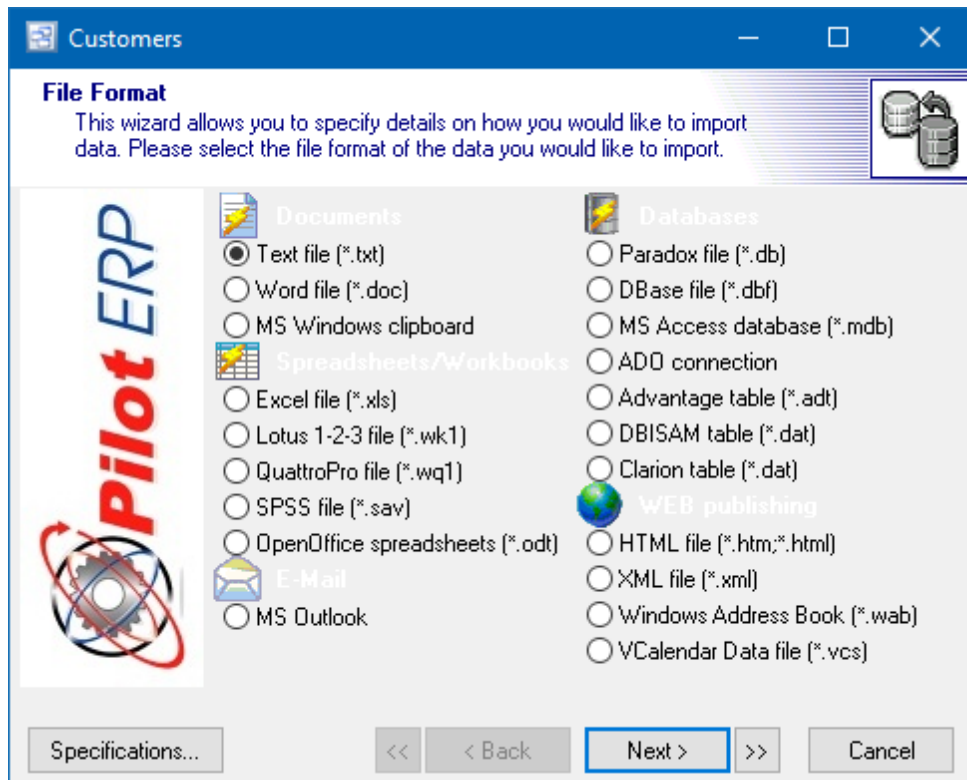 Customers
File Format
This wizard allows you to specify details on how you would like to import
data. Please select the file format of the data you would like to import.
Pilot ERP
Documents
Text file (*.txt)
Word file (*.doc)
MS Windows clipboard
Spreadsheets/Workbooks
Excel file (*.xls)
Lotus 1-2-3 file (*.wk1)
QuattroPro file (*.wq1)
SPSS file (*.sav)
OpenOffice spreadsheets (*.odt)
E-Mail
MS Outlook
Databases
Paradox file (*.db)
DBase file (*.dbf)
MS Access database (*.mdb)
ADO connection
Advantage table (*.adt)
DBISAM table (*.dat)
Clarion table (*.dat)
WEB publishing
HTML file (*.htm;*.html)
XML file (*.xml)
Windows Address Book (*.wab)
VCalendar Data file (*.vcs)
Specifications...
<<
< Back
Next >
>>
Cancel